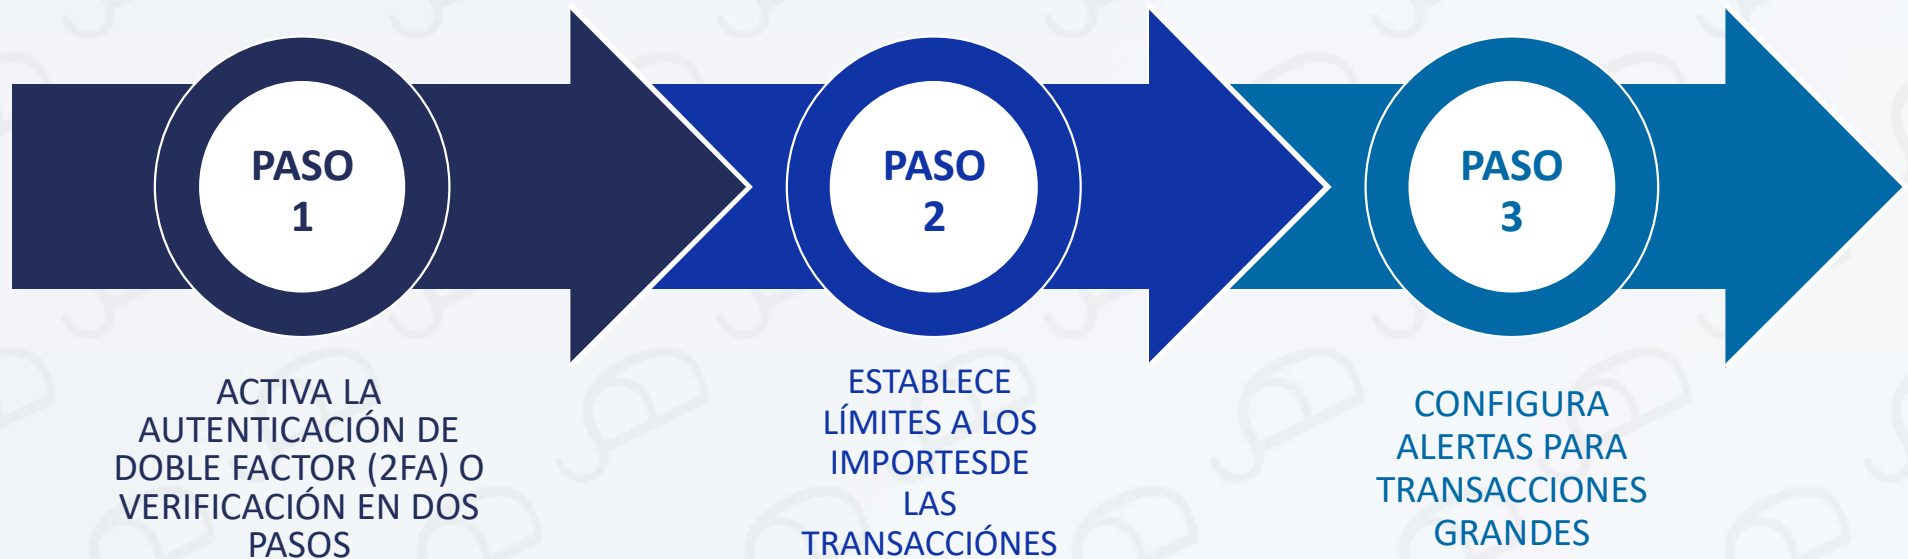 PASO
1
ACTIVA LA
AUTENTICACIÓN DE
DOBLE FACTOR (2FA) O
VERIFICACIÓN EN DOS
PASOS
PASO
2
ESTABLECE
LÍMITES A LOS
IMPORTESDE
LAS
TRANSACCIÓNES
PASO
3
CONFIGURA
ALERTAS PARA
TRANSACCIONES
GRANDES